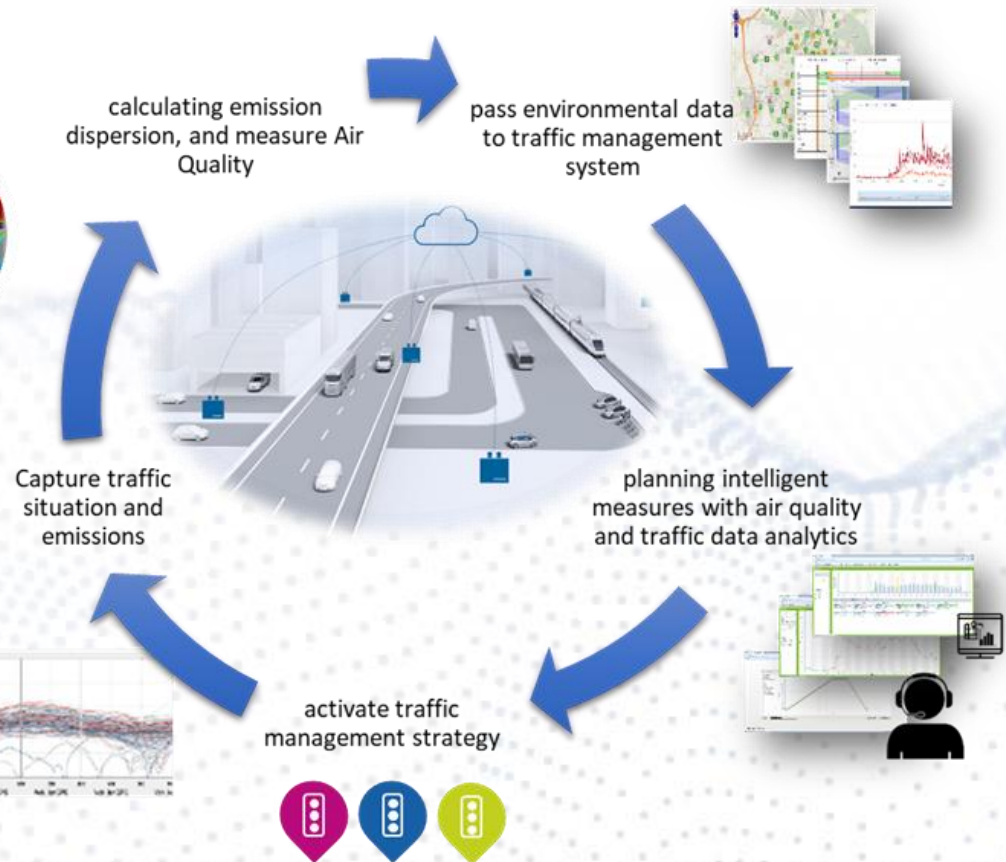 calculating emission
dispersion, and measure Air
Quality
pass environmental data
to traffic management
system
planning intelligent
measures with air quality
and traffic data analytics
activate traffic
management strategy
Capture traffic
situation and
emissions